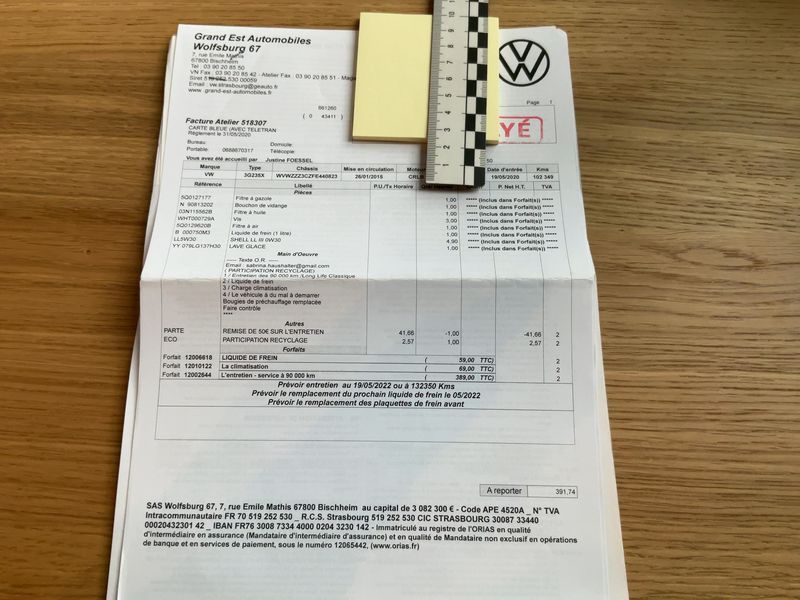 Grand Est Automobiles
Wolfsburg 67
7, rue Emile Mathis
67800 Bischheim
Tel : 03 90 20 85 50
VN Fax : 03 90 20 85 42 - Atelier Fax : 03 90 20 85 51 - Maga
Siret 519 252 530 00059
Email : vw.strasbourg@geauto.fr
www .grand-est-automobiles.fr
861260
( 0 43411 )
Page 1
YÉ
Facture Atelier 518307
CARTE BLEUE (AVEC TELETRAN
Règlement le 31/05/2020
Bureau: Domicile:
Portable: 0688670317 Télécopie:
Vous avez été accueilli par Justine FOESSEL 50
Marque Type Châssis Mise en circulation Moteur Date d'entrée Kms
VW 3G23SX WVWZZZ3CZFE440823 26/01/2015 CRLB 19/05/2020 102 349
Référence Libellé P.U./Tx Horaire P. Net H.T. TVA
Pièces
5Q0127177 Filtre à gazole 1,00 ***** (Inclus dans Forfait(s)) *****
N 90813202 Bouchon de vidange 1,00 ***** (Inclus dans Forfait(s)) *****
03N115562B Filtre à huile 1,00 ***** (Inclus dans Forfait(s)) *****
WHT000729A Vis 3,00 ***** (Inclus dans Forfait(s)) *****
5Q0129620B Filtre à air 1,00 ***** (Inclus dans Forfait(s)) *****
B 000750M3 Liquide de frein (1 litre) 1,00 ***** (Inclus dans Forfait(s)) *****
LL5W30 SHELL LL III 0W30 4,90 ***** (Inclus dans Forfait(s)) *****
YY 079LG137H30 LAVE GLACE 1,00 ***** (Inclus dans Forfait(s)) *****
Main d'Oeuvre
---- Texte O.R. ----
Email : sabrina.haushalter@gmail.com
( PARTICIPATION RECYCLAGE)
1 / Entretien des 90 000 km /Long Life Classique
2 / Liquide de frein
3 / Charge climatisation
4 / Le véhicule à du mal à demarrer
Bougies de préchauffage remplacée
Faire contrôle
****
Autres
PARTE REMISE DE 50€ SUR L'ENTRETIEN 41,66 -1,00 -41,66 2
ECO PARTICIPATION RECYCLAGE 2,57 1,00 2,57 2
Forfaits
Forfait 12006618 LIQUIDE DE FREIN ( 59,00 TTC) 2
Forfait 12010122 La climatisation ( 69,00 TTC) 2
Forfait 12002644 L'entretien - service à 90 000 km ( 389,00 TTC) 2
Prévoir entretien au 19/05/2022 ou à 132350 Kms
Prévoir le remplacement du prochain liquide de frein le 05/2022
Prévoir le remplacement des plaquettes de frein avant
A reporter 391,74
SAS Wolfsburg 67, 7, rue Emile Mathis 67800 Bischheim au capital de 3 082 300 € - Code APE 4520A _ N° TVA
Intracommunautaire FR 70 519 252 530 _ R.C.S. Strasbourg 519 252 530 CIC STRASBOURG 30087 33440
00020432301 42 _ IBAN FR76 3008 7334 4000 0204 3230 142 - Immatriculé au registre de l'ORIAS en qualité
d'intermédiaire en assurance (Mandataire d'intermédiaire d'assurance) et en qualité de Mandataire non exclusif en opérations
de banque et en services de paiement, sous le numéro 12065442, (www.orias.fr)